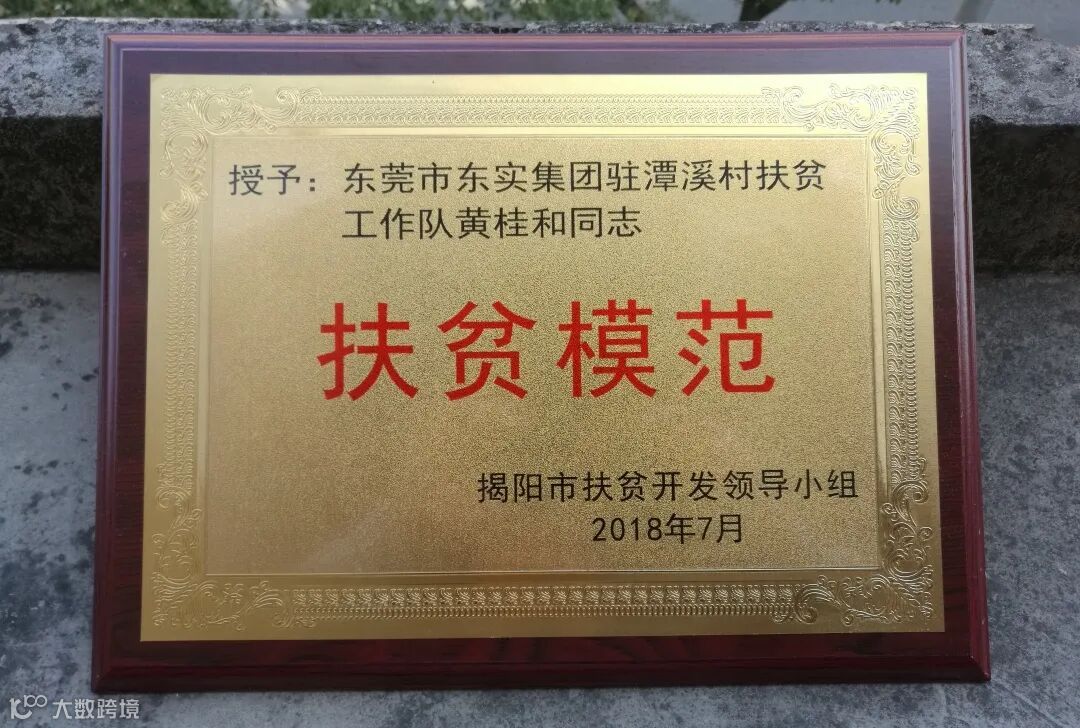 授予：东莞市东实集团驻潭溪村扶贫
工作队黄桂和同志
扶贫模范
揭阳市扶贫开发领导小组
2018年7月
大数跨境